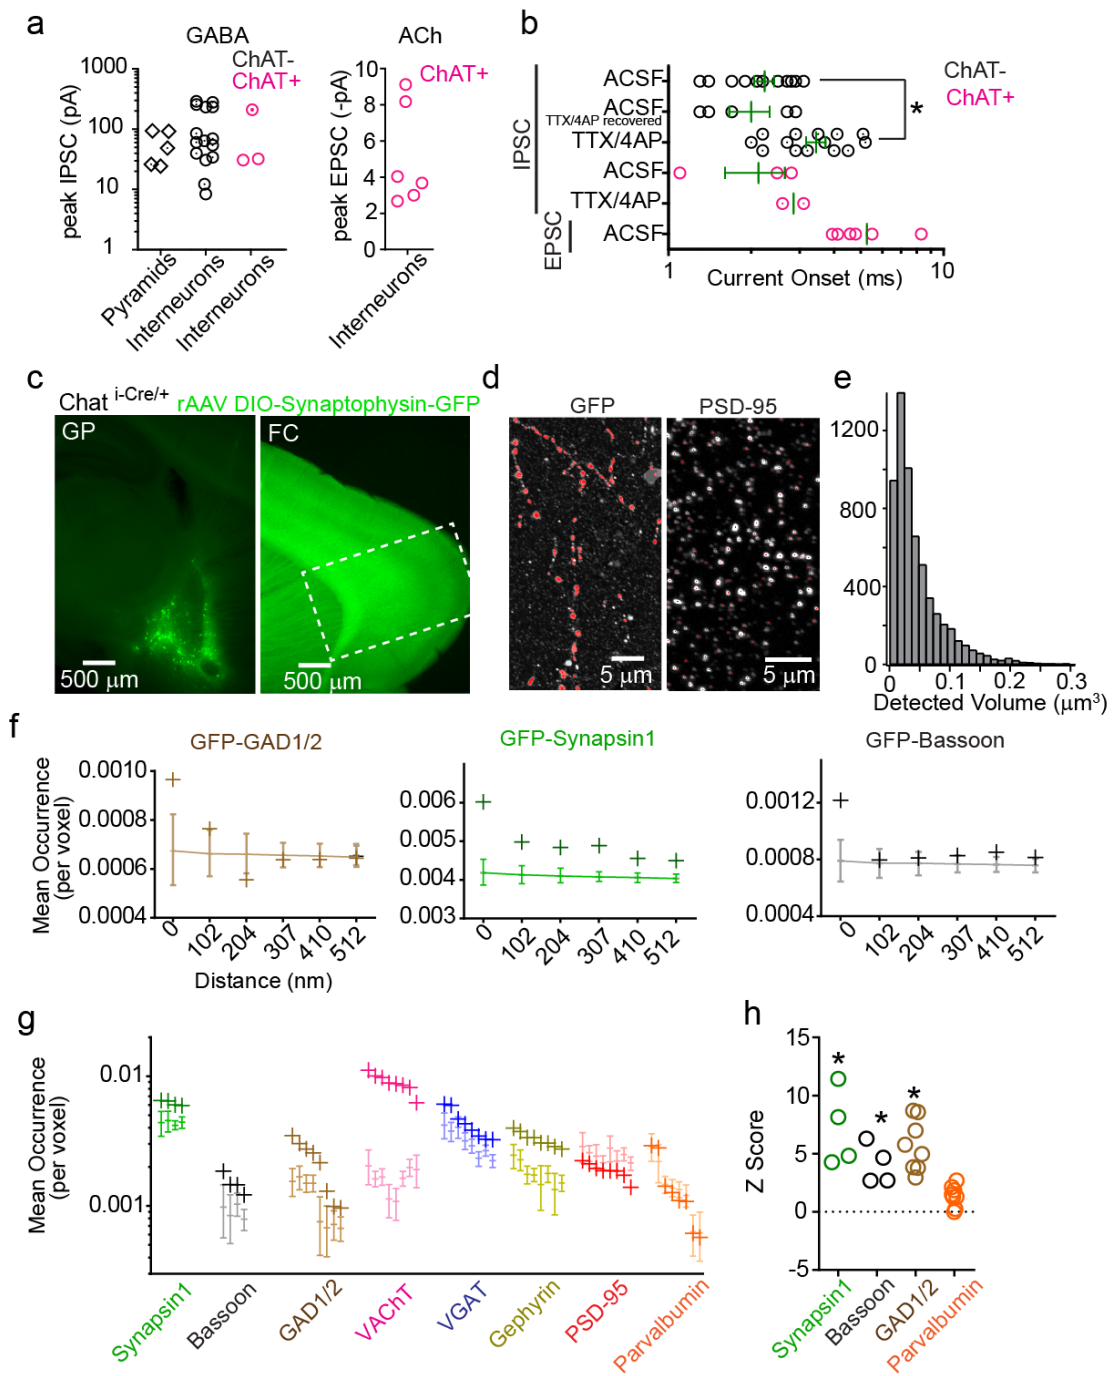 a
GABA
ChAT-
ChAT+
peak IPSC (pA)
1000
100
10
1
Pyramids
Interneurons
Interneurons
ACh
ChAT+
peak EPSC (-pA)
10
8
6
4
2
0
Interneurons
b
IPSC
EPSC
ACSF
ACSF
TTX/4AP recovered
TTX/4AP
ACSF
TTX/4AP
ACSF
ChAT-
ChAT+
*
1
10
Current Onset (ms)
c
Chat i-Cre/+ rAAV DIO-Synaptophysin-GFP
GP
500 μm
FC
500 μm
d
GFP
PSD-95
5 μm
5 μm
e
1200
800
400
0
0
0.1
0.2
0.3
Detected Volume (μm³)
f
GFP-GAD1/2
Mean Occurrence
(per voxel)
0.0010
0.0008
0.0006
0.0004
0
102
204
307
410
512
Distance (nm)
GFP-Synapsin1
0.006
0.005
0.004
0.003
0
102
204
307
410
512
GFP-Bassoon
0.0012
0.0008
0.0004
0
102
204
307
410
512
g
Mean Occurrence
(per voxel)
0.01
0.001
Synapsin1
Bassoon
GAD1/2
VAChT
VGAT
Gephyrin
PSD-95
Parvalbumin
h
Z Score
15
10
5
0
-5
*
*
*
Synapsin1
Bassoon
GAD1/2
Parvalbumin